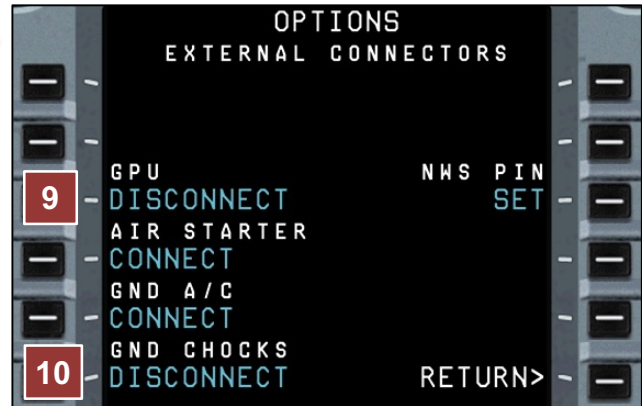 OPTIONS
EXTERNAL CONNECTORS
GPU NWS PIN
9 DISCONNECT SET
AIR STARTER
CONNECT
GND A/C
CONNECT
GND CHOCKS
10 DISCONNECT RETURN>